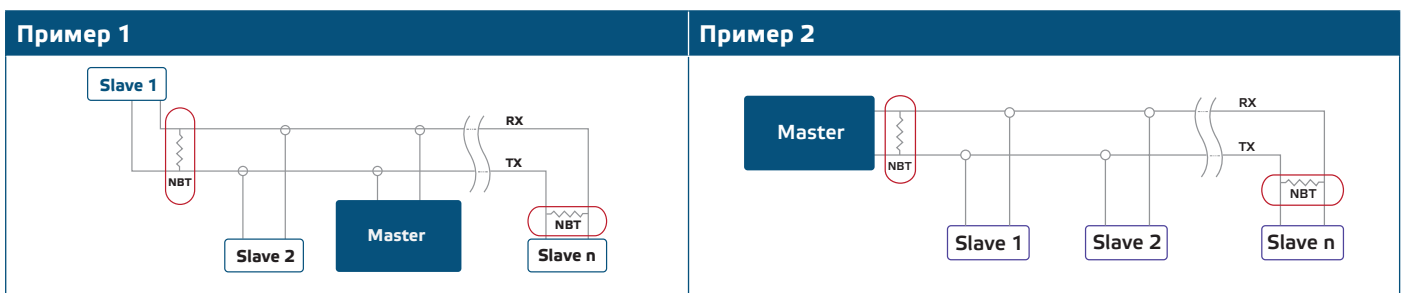 Пример 1
Slave 1
RX
TX
NBT
NBT
Master
Slave 2
Slave n
Пример 2
Master
RX
TX
NBT
NBT
Slave 1
Slave 2
Slave n